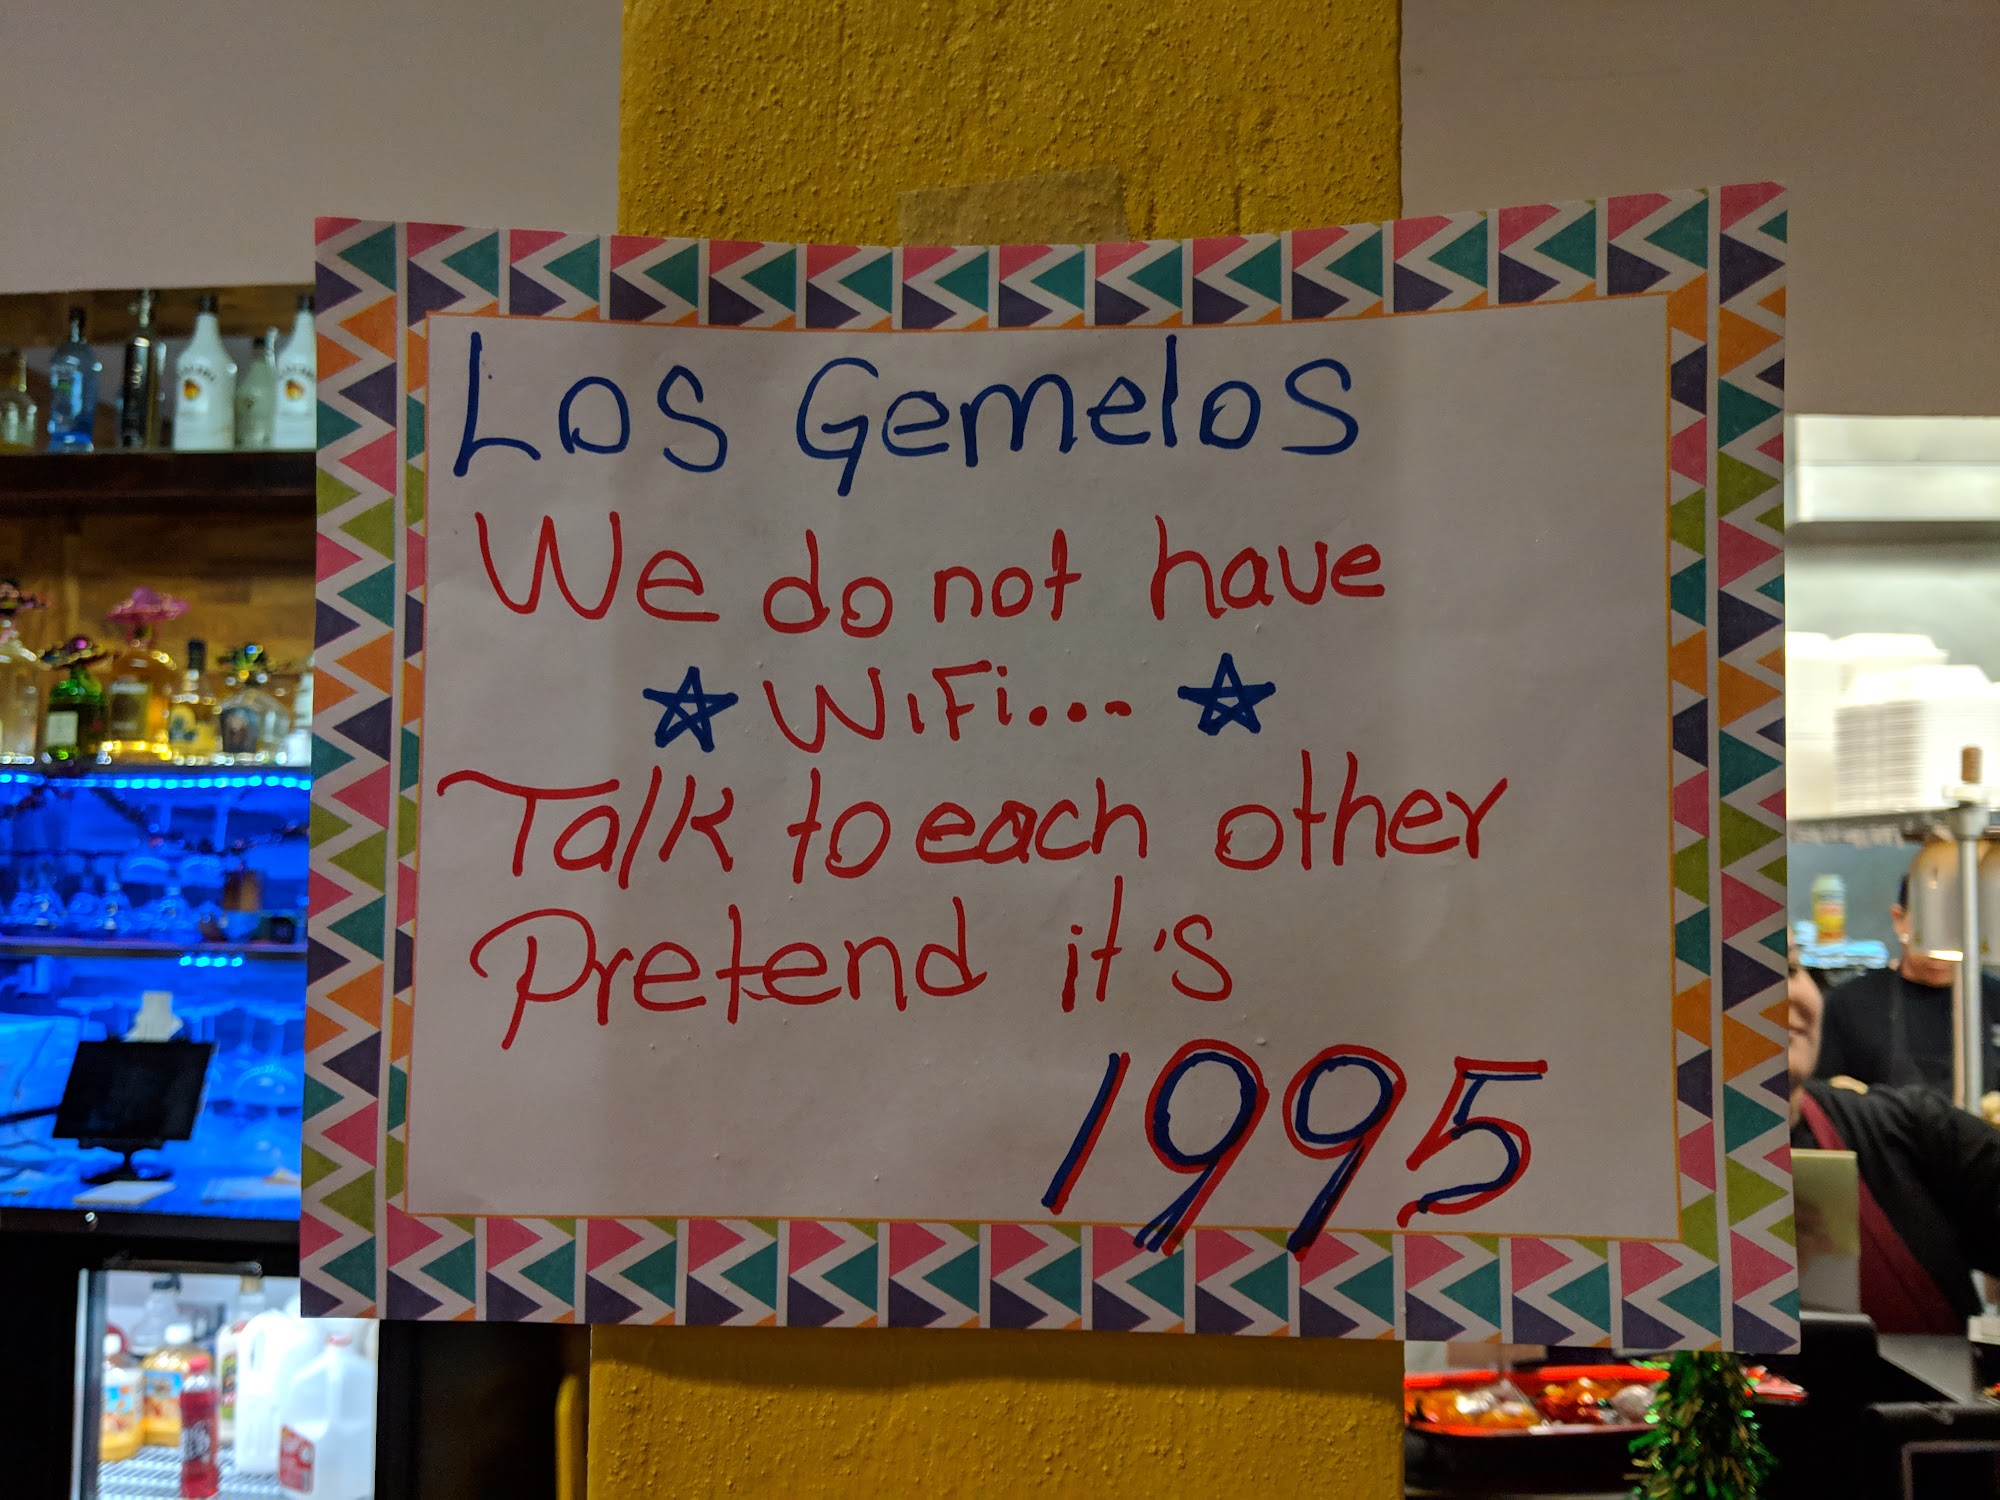 Los Gemelos
We do not have
WiFi...
Talk to each other
Pretend it's
1995